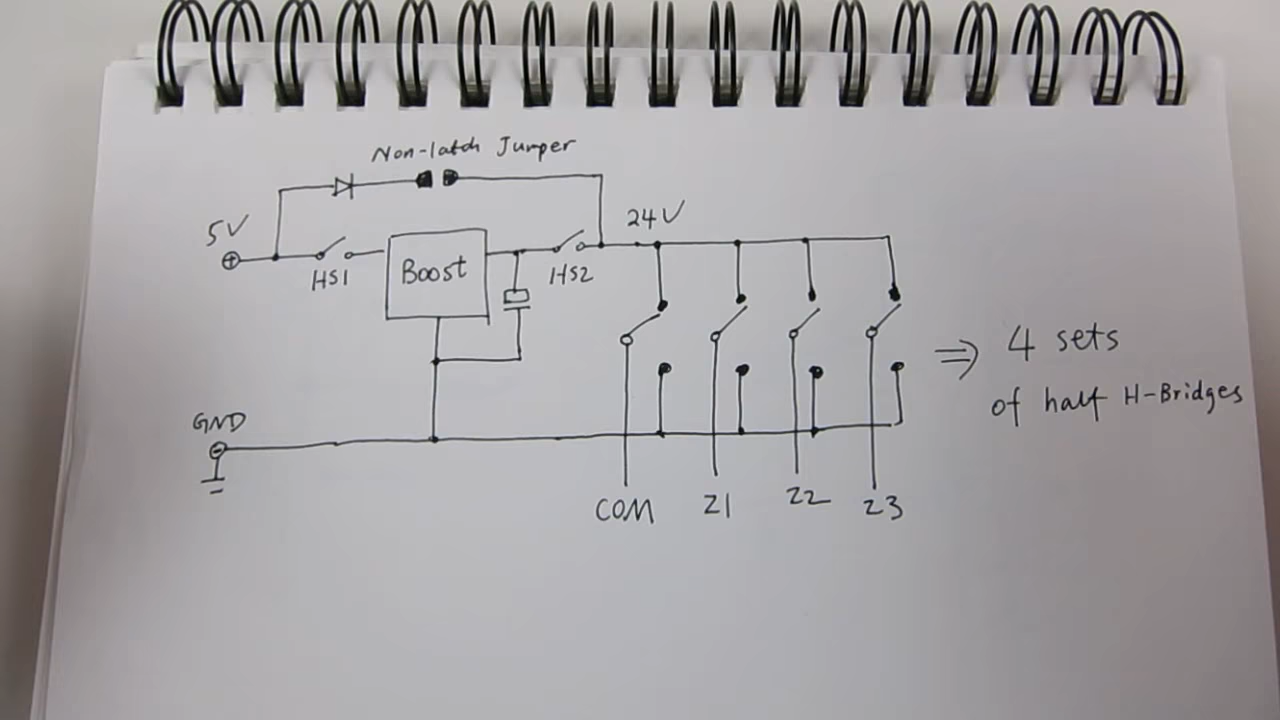 Non-latch Jumper
5V
24V
HS1
Boost
HS2
GND
COM
Z1
Z2
Z3
⇒ 4 sets
of half H-Bridges